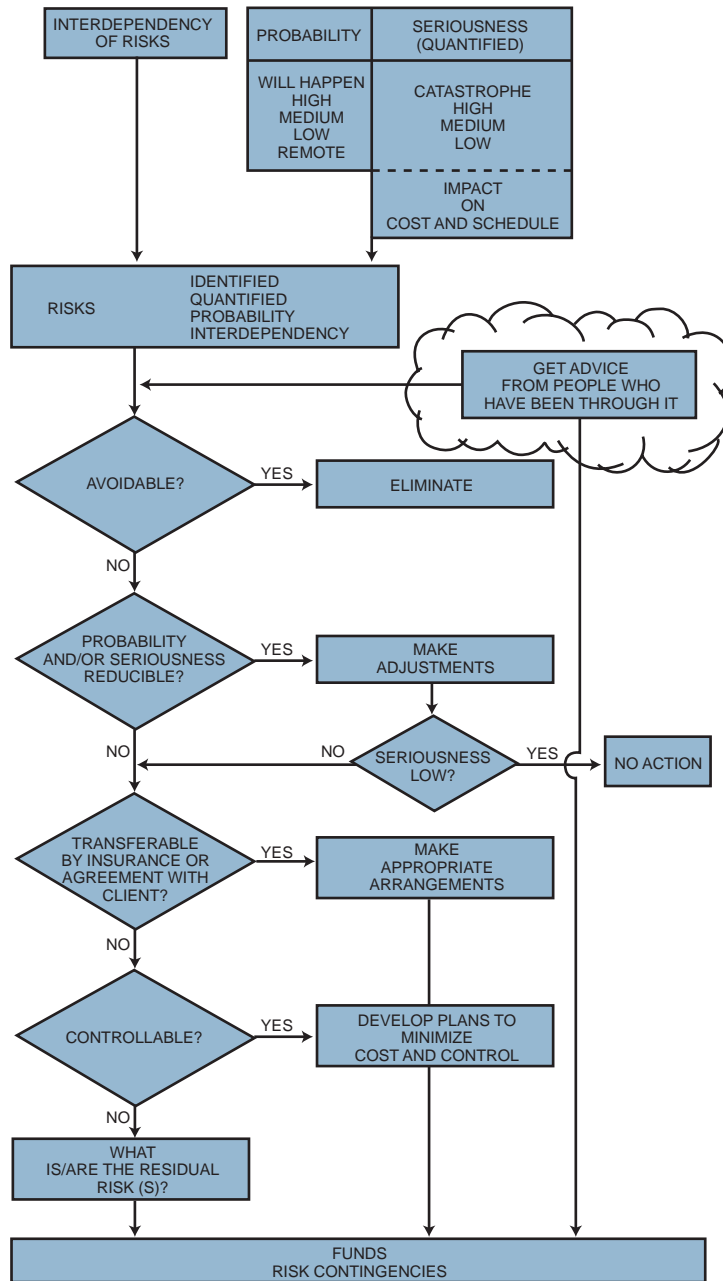 INTERDEPENDENCY
OF RISKS
PROBABILITY
SERIOUSNESS
(QUANTIFIED)
WILL HAPPEN
HIGH
MEDIUM
LOW
REMOTE
CATASTROPHE
HIGH
MEDIUM
LOW
IMPACT
ON
COST AND SCHEDULE
RISKS
IDENTIFIED
QUANTIFIED
PROBABILITY
INTERDEPENDENCY
GET ADVICE
FROM PEOPLE WHO
HAVE BEEN THROUGH IT
AVOIDABLE?
YES
ELIMINATE
NO
PROBABILITY
AND/OR SERIOUSNESS
REDUCIBLE?
YES
MAKE
ADJUSTMENTS
NO
NO
SERIOUSNESS
LOW?
YES
NO ACTION
TRANSFERABLE
BY INSURANCE OR
AGREEMENT WITH
CLIENT?
YES
MAKE
APPROPRIATE
ARRANGEMENTS
NO
CONTROLLABLE?
YES
DEVELOP PLANS TO
MINIMIZE
COST AND CONTROL
NO
WHAT
IS/ARE THE RESIDUAL
RISK (S)?
FUNDS
RISK CONTINGENCIES